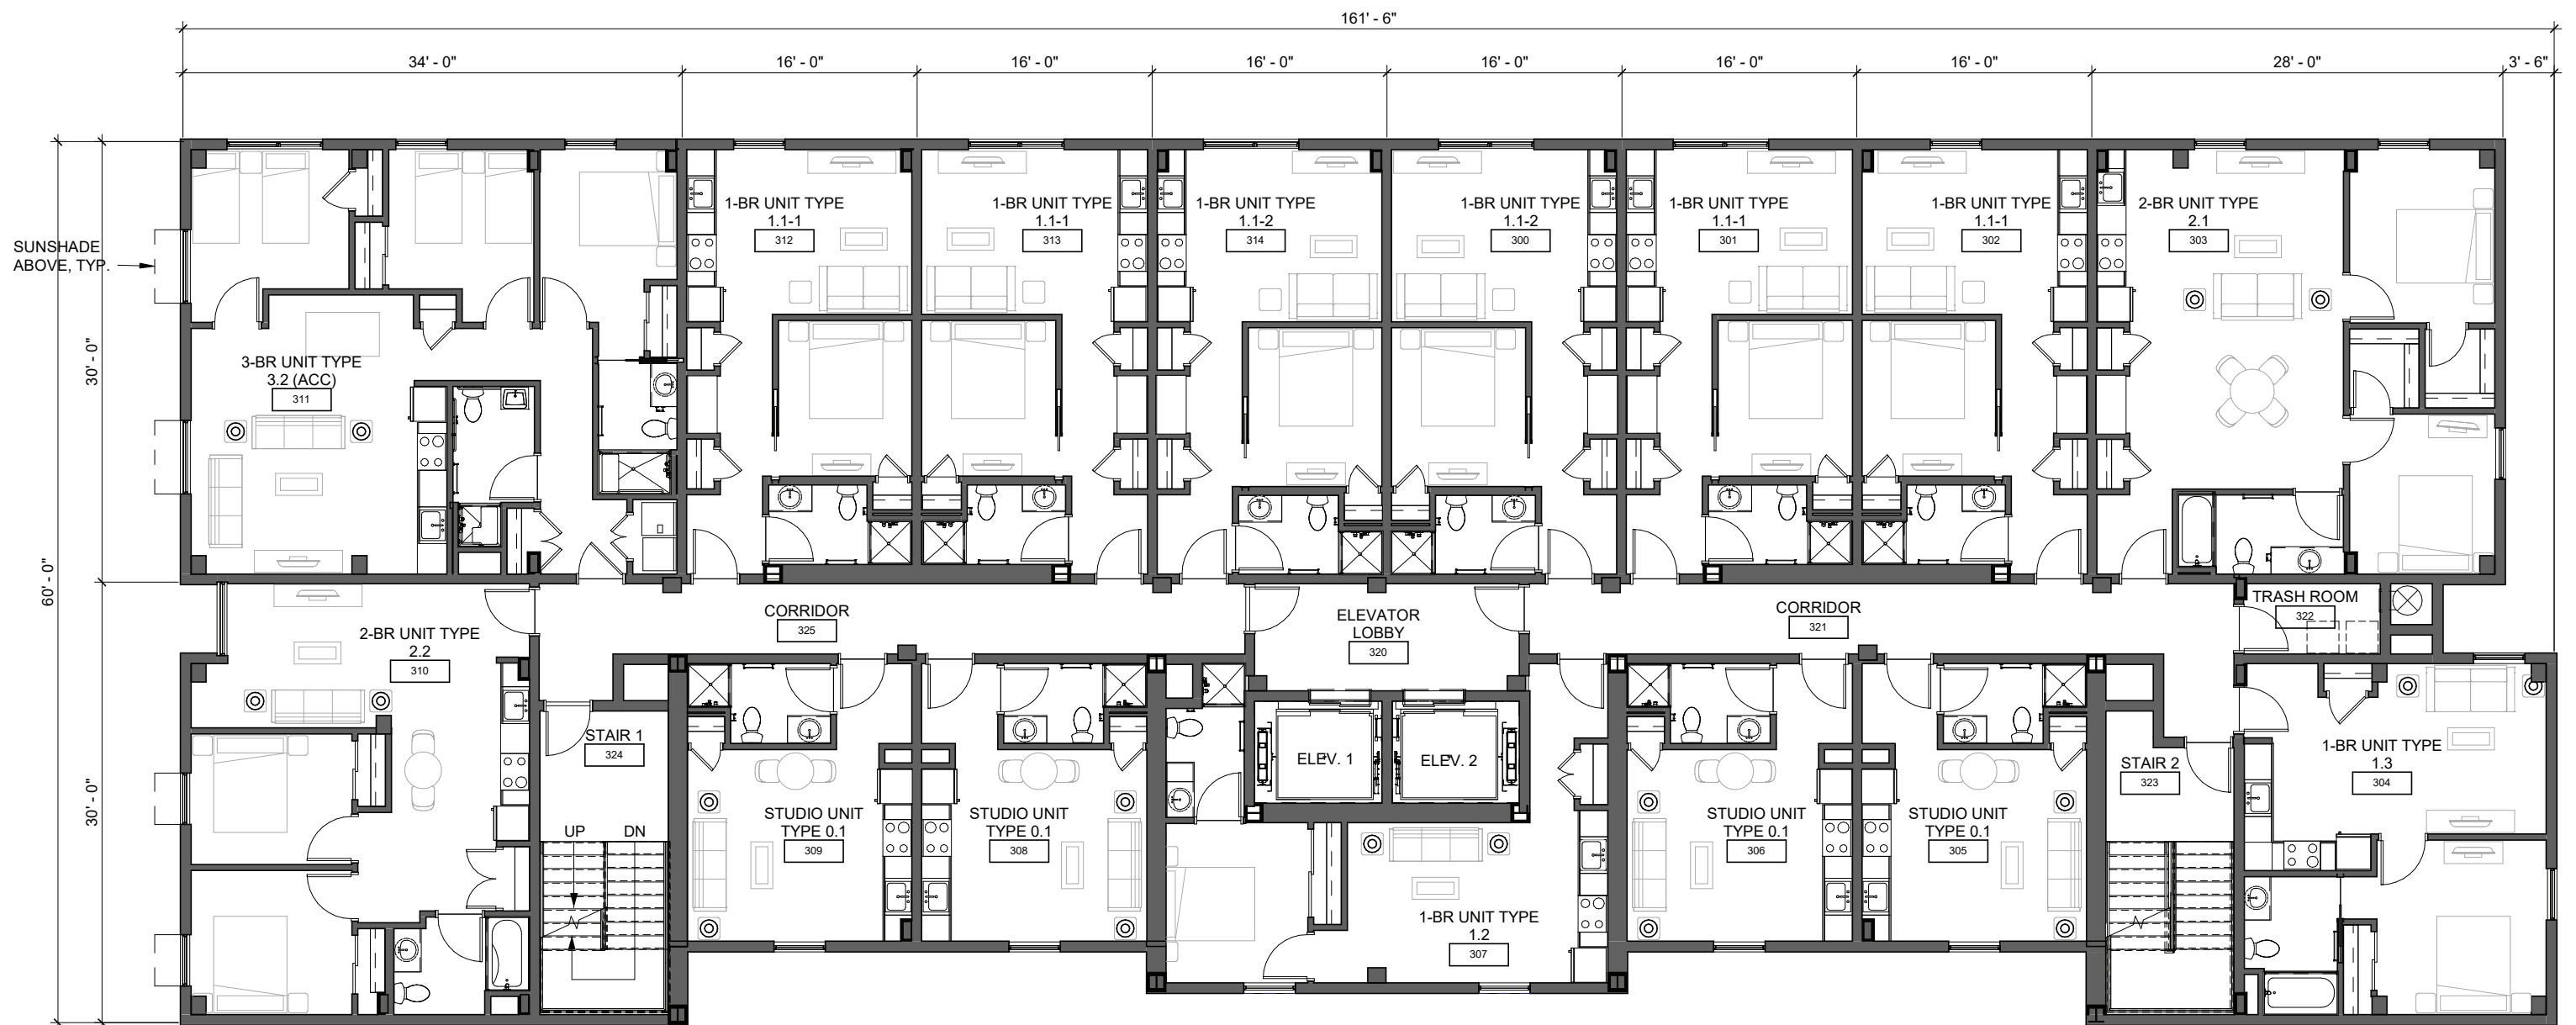 161' - 6"
34' - 0"
16' - 0"
16' - 0"
16' - 0"
16' - 0"
16' - 0"
16' - 0"
28' - 0"
3' - 6"
60' - 0"
30' - 0"
30' - 0"
SUNSHADE
ABOVE, TYP.
1-BR UNIT TYPE
1.1-1
312
1-BR UNIT TYPE
1.1-1
313
1-BR UNIT TYPE
1.1-2
314
1-BR UNIT TYPE
1.1-2
300
1-BR UNIT TYPE
1.1-1
301
1-BR UNIT TYPE
1.1-1
302
2-BR UNIT TYPE
2.1
303
3-BR UNIT TYPE
3.2 (ACC)
311
CORRIDOR
325
ELEVATOR
LOBBY
320
CORRIDOR
321
TRASH ROOM
322
2-BR UNIT TYPE
2.2
310
STAIR 1
324
UP
DN
STUDIO UNIT
TYPE 0.1
309
STUDIO UNIT
TYPE 0.1
308
ELEV. 1
ELEV. 2
1-BR UNIT TYPE
1.2
307
STUDIO UNIT
TYPE 0.1
306
STUDIO UNIT
TYPE 0.1
305
STAIR 2
323
1-BR UNIT TYPE
1.3
304